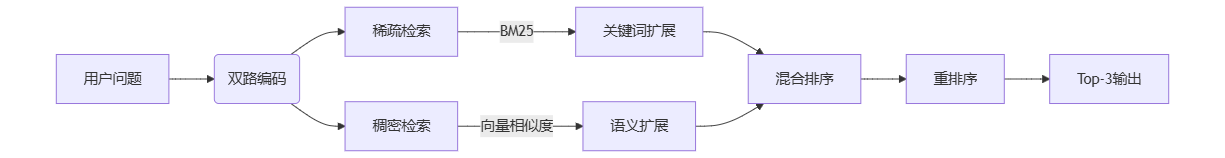 用户问题
双路编码
稀疏检索
BM25
关键词扩展
稠密检索
向量相似度
语义扩展
混合排序
重排序
Top-3输出